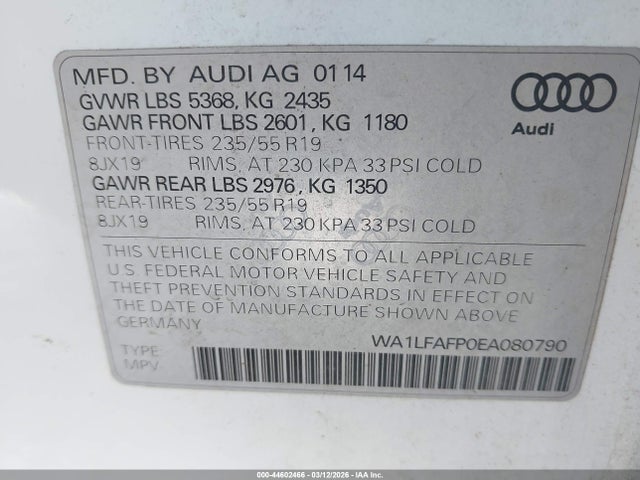 MFD. BY AUDI AG 01 14
GVWR LBS 5368, KG 2435
GAWR FRONT LBS 2601, KG 1180
FRONT-TIRES 235/55 R19
8JX19 RIMS, AT 230 KPA 33 PSI COLD
GAWR REAR LBS 2976, KG 1350
REAR-TIRES 235/55 R19
8JX19 RIMS, AT 230 KPA 33 PSI COLD
Audi
THIS VEHICLE CONFORMS TO ALL APPLICABLE
U.S. FEDERAL MOTOR VEHICLE SAFETY AND
THEFT PREVENTION STANDARDS IN EFFECT ON
THE DATE OF MANUFACTURE SHOWN ABOVE
WA1LFAFP0EA080790
TYPE:
MPV
000-44602466 - 03/12/2026 - IAA